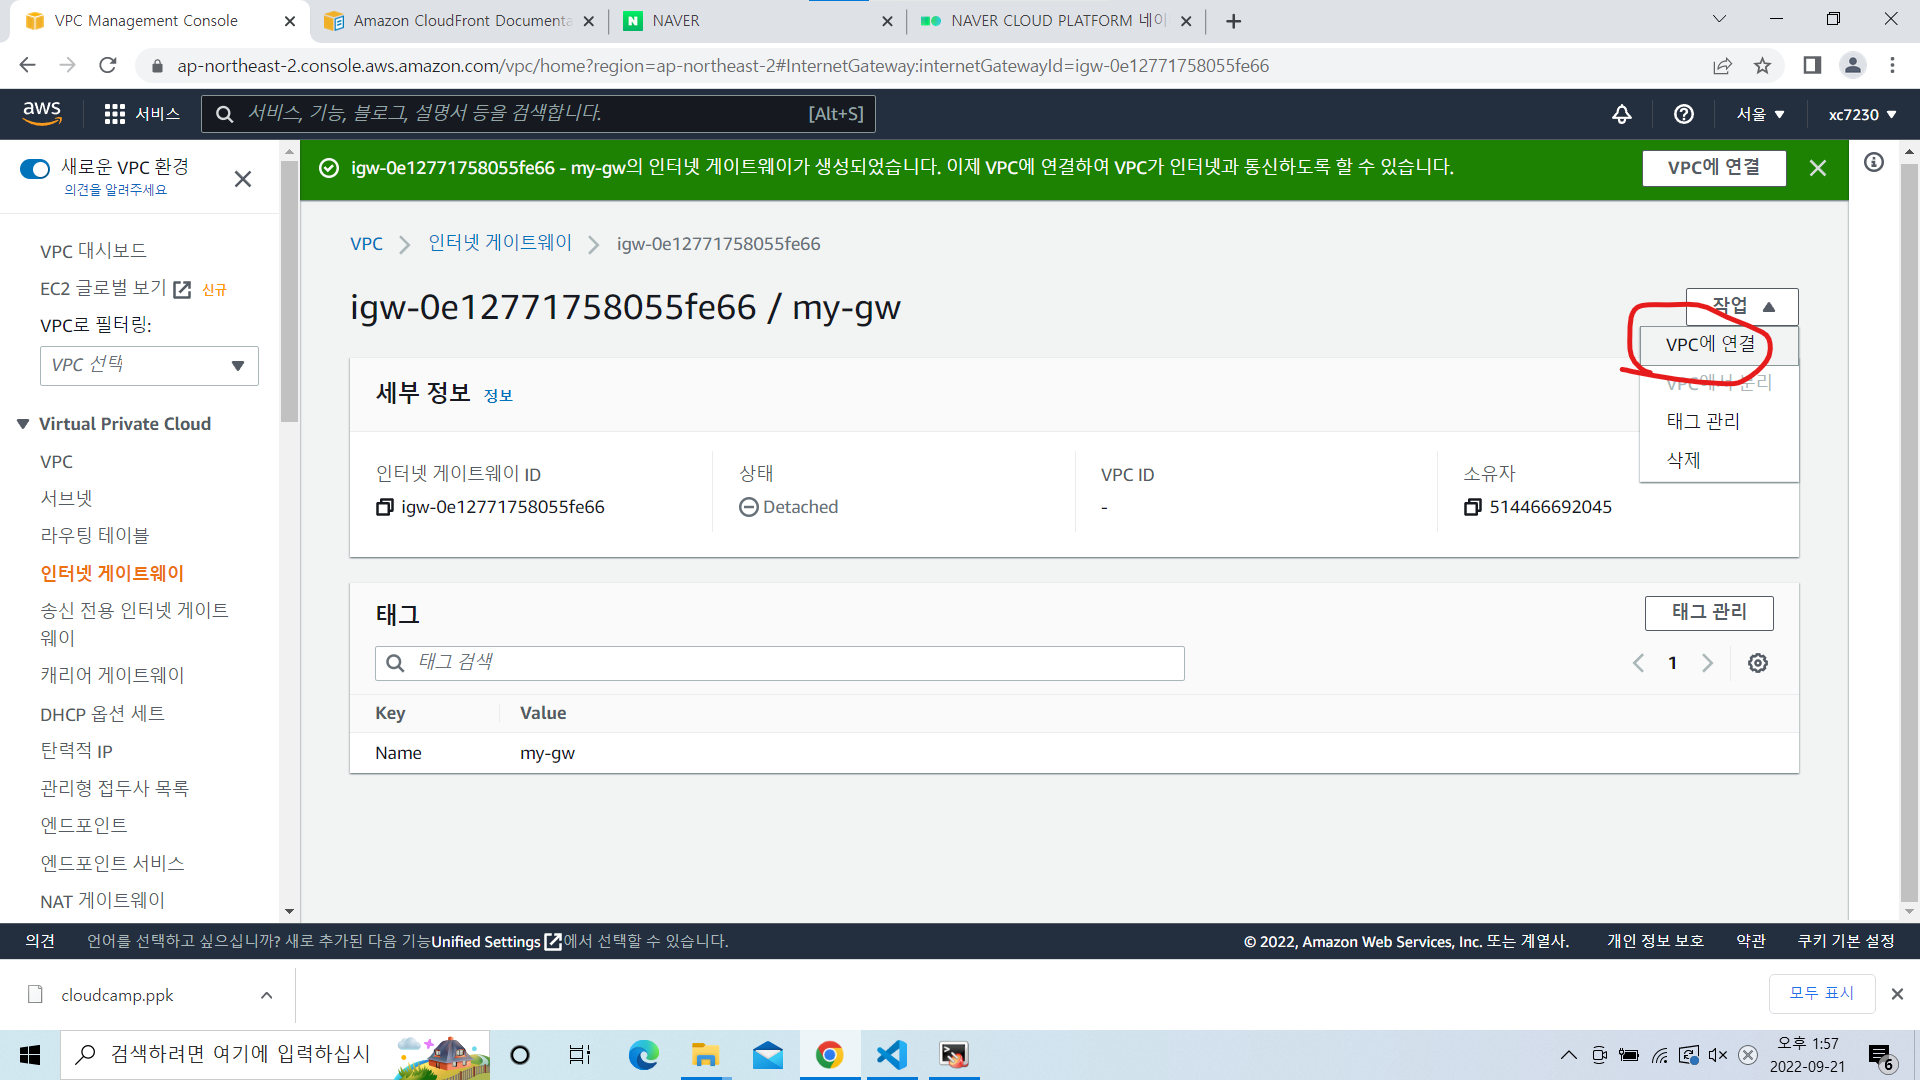 VPC Management Console
Amazon CloudFront Documenta
NAVER
NAVER CLOUD PLATFORM 네이
ap-northeast-2.console.aws.amazon.com/vpc/home?region=ap-northeast-2#InternetGateway:internetGatewayId=igw-0e12771758055fe66
aws
서비스
서비스, 기능, 블로그, 설명서 등을 검색합니다.
[Alt+S]
서울
xc7230
새로운 VPC 환경
의견을 알려주세요
igw-0e12771758055fe66 - my-gw의 인터넷 게이트웨이가 생성되었습니다. 이제 VPC에 연결하여 VPC가 인터넷과 통신하도록 할 수 있습니다.
VPC에 연결
VPC 대시보드
EC2 글로벌 보기 신규
VPC로 필터링:
VPC 선택
Virtual Private Cloud
VPC
서브넷
라우팅 테이블
인터넷 게이트웨이
송신 전용 인터넷 게이트
웨이
캐리어 게이트웨이
DHCP 옵션 세트
탄력적 IP
관리형 접두사 목록
엔드포인트
엔드포인트 서비스
NAT 게이트웨이
VPC
인터넷 게이트웨이
igw-0e12771758055fe66
igw-0e12771758055fe66 / my-gw
작업
VPC에 연결
VPC에서 분리
태그 관리
삭제
세부 정보 정보
인터넷 게이트웨이 ID
igw-0e12771758055fe66
상태
Detached
VPC ID
-
소유자
514466692045
태그
태그 관리
태그 검색
1
Key
Value
Name
my-gw
의견
언어를 선택하고 싶으십니까? 새로 추가된 다음 기능Unified Settings에서 선택할 수 있습니다.
© 2022, Amazon Web Services, Inc. 또는 계열사.
개인 정보 보호
약관
쿠키 기본 설정
cloudcamp.ppk
모두 표시
검색하려면 여기에 입력하십시
오후 1:57
2022-09-21
6